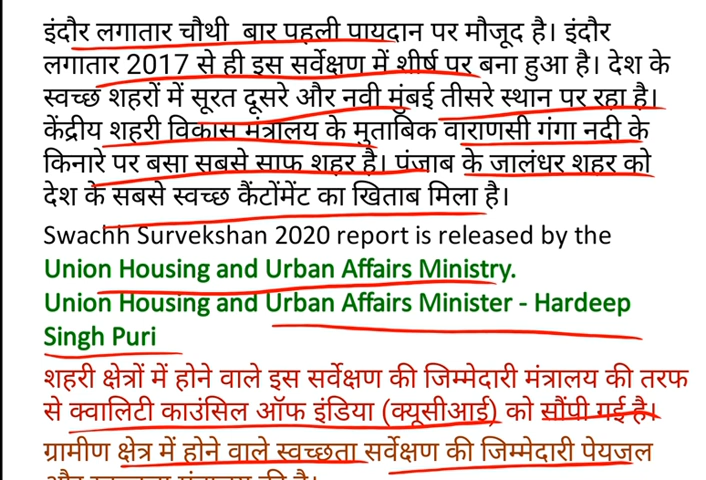 इंदौर लगातार चौथी बार पहली पायदान पर मौजूद है। इंदौर
लगातार 2017 से ही इस सर्वेक्षण में शीर्ष पर बना हुआ है। देश के
स्वच्छ शहरों में सूरत दूसरे और नवी मुंबई तीसरे स्थान पर रहा है।
केंद्रीय शहरी विकास मंत्रालय के मुताबिक वाराणसी गंगा नदी के
किनारे पर बसा सबसे साफ शहर है। पंजाब के जालंधर शहर को
देश के सबसे स्वच्छ कैंटोंमेंट का खिताब मिला है।
Swachh Survekshan 2020 report is released by the
Union Housing and Urban Affairs Ministry.
Union Housing and Urban Affairs Minister - Hardeep
Singh Puri
शहरी क्षेत्रों में होने वाले इस सर्वेक्षण की जिम्मेदारी मंत्रालय की तरफ
से क्वालिटी काउंसिल ऑफ इंडिया (क्यूसीआई) को सौंपी गई है।
ग्रामीण क्षेत्र में होने वाले स्वच्छता सर्वेक्षण की जिम्मेदारी पेयजल